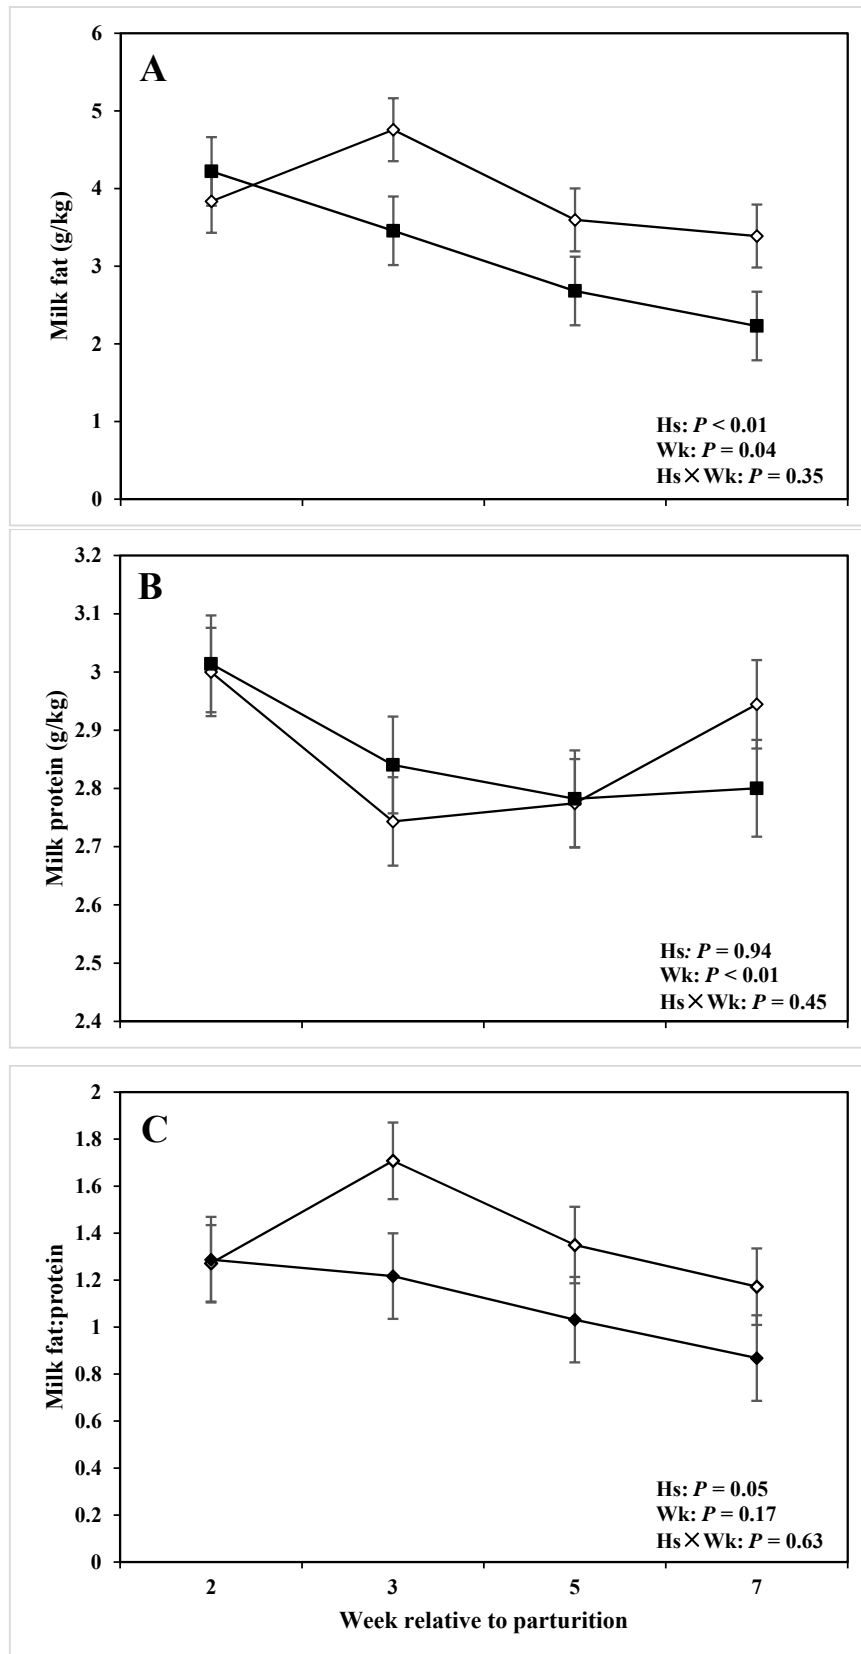 A
6
5
4
3
2
1
0
Milk fat (g/kg)
Hs: P < 0.01
Wk: P = 0.04
Hs×Wk: P = 0.35
B
3.2
3.1
3
2.9
2.8
2.7
2.6
2.5
2.4
Milk protein (g/kg)
Hs: P = 0.94
Wk: P < 0.01
Hs×Wk: P = 0.45
C
2
1.8
1.6
1.4
1.2
1
0.8
0.6
0.4
0.2
0
Milk fat:protein
Hs: P = 0.05
Wk: P = 0.17
Hs×Wk: P = 0.63
2 3 5 7
Week relative to parturition